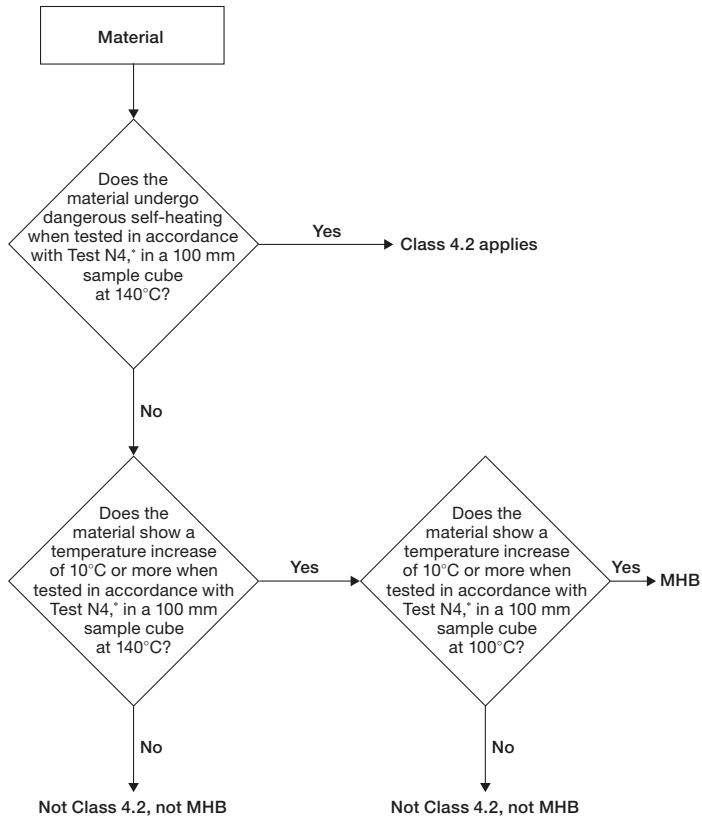 Material
Does the
material undergo
dangerous self-heating
when tested in accordance
with Test N4,* in a 100 mm
sample cube
at 140°C?
Yes
Class 4.2 applies
No
Does the
material show a
temperature increase
of 10°C or more when
tested in accordance with
Test N4,* in a 100 mm
sample cube
at 140°C?
Yes
Does the
material show a
temperature increase
of 10°C or more when
tested in accordance with
Test N4,* in a 100 mm
sample cube
at 100°C?
Yes
MHB
No
No
Not Class 4.2, not MHB
Not Class 4.2, not MHB